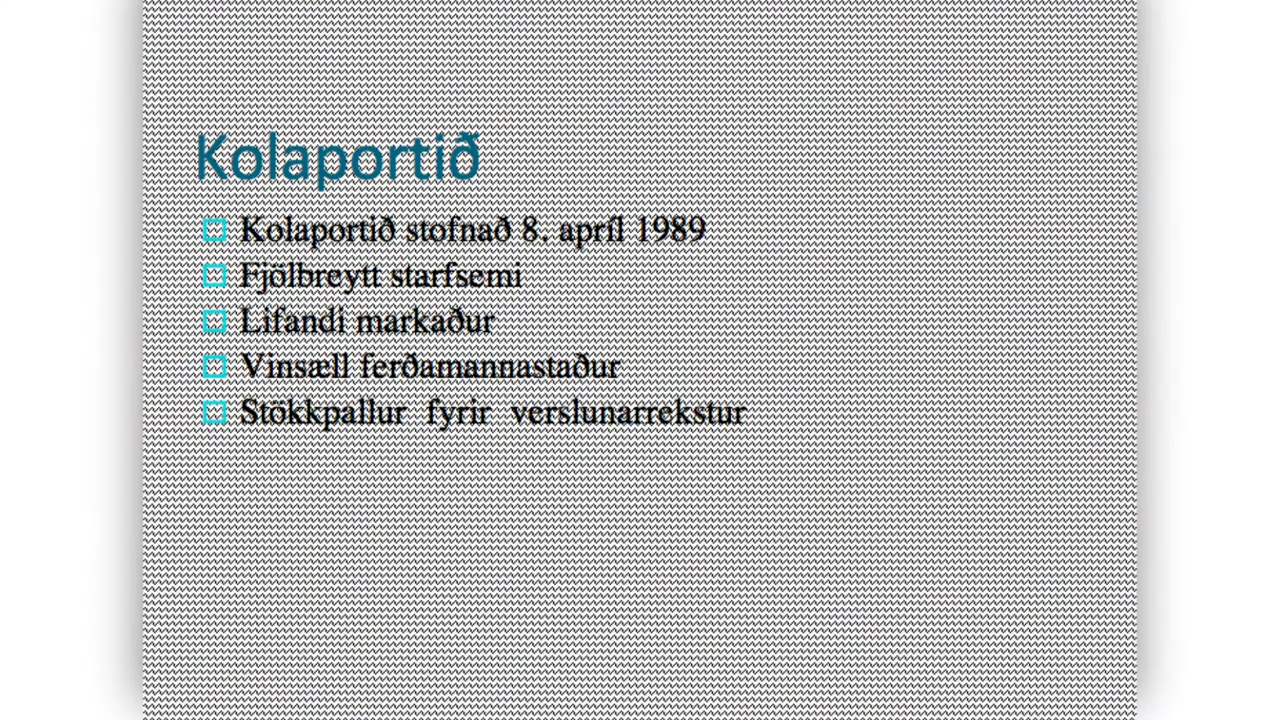 Kolaportið
Kolaportið stofnað 8. apríl 1989
Fjölbreytt starfsemi
Lifandi markaður
Vinsæll ferðamannastaður
Stökkpallur fyrir verslunarrekstur